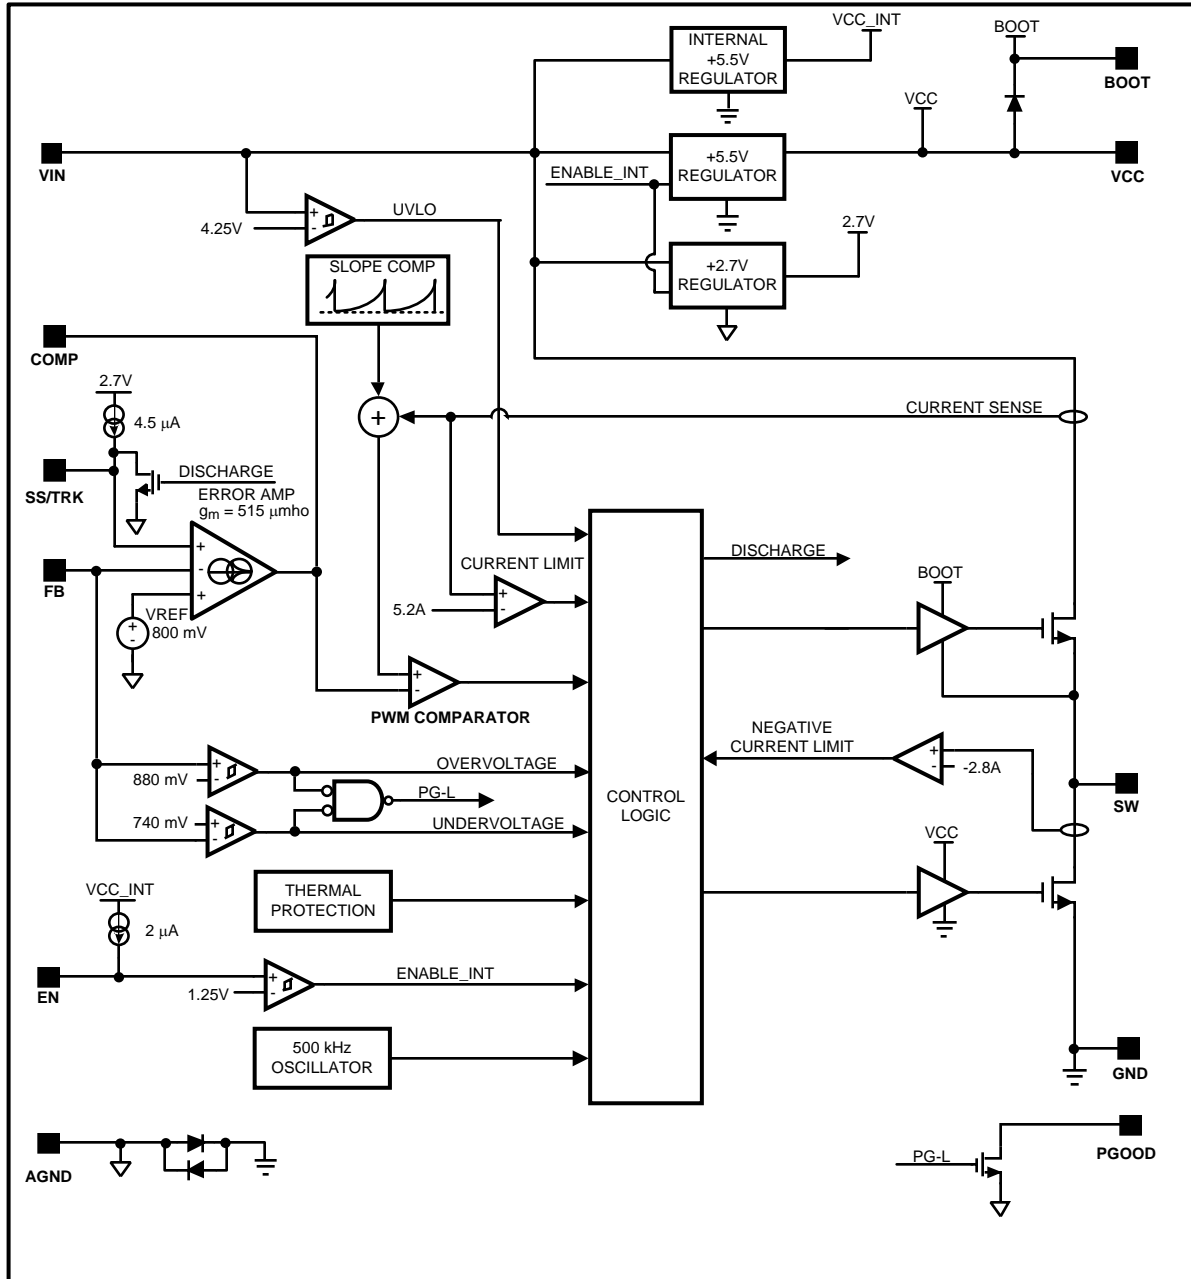 VCC_INT
BOOT
INTERNAL
+5.5V
REGULATOR
BOOT
VCC
VIN
+5.5V
REGULATOR
VCC
ENABLE_INT
UVLO
+
-
4.25V
2.7V
SLOPE COMP
+2.7V
REGULATOR
COMP
2.7V
4.5 μA
+
CURRENT SENSE
SS/TRK
DISCHARGE
ERROR AMP
gm = 515 μmho
+
-
+
FB
VREF
800 mV
+
-
CURRENT LIMIT
+
-
5.2A
DISCHARGE
BOOT
+
-
PWM COMPARATOR
NEGATIVE
CURRENT LIMIT
+
-
-2.8A
SW
OVERVOLTAGE
+
-
880 mV
PG-L
CONTROL
LOGIC
740 mV
+
-
UNDERVOLTAGE
VCC
VCC_INT
THERMAL
PROTECTION
2 μA
EN
ENABLE_INT
+
-
1.25V
500 kHz
OSCILLATOR
GND
AGND
PG-L
PGOOD